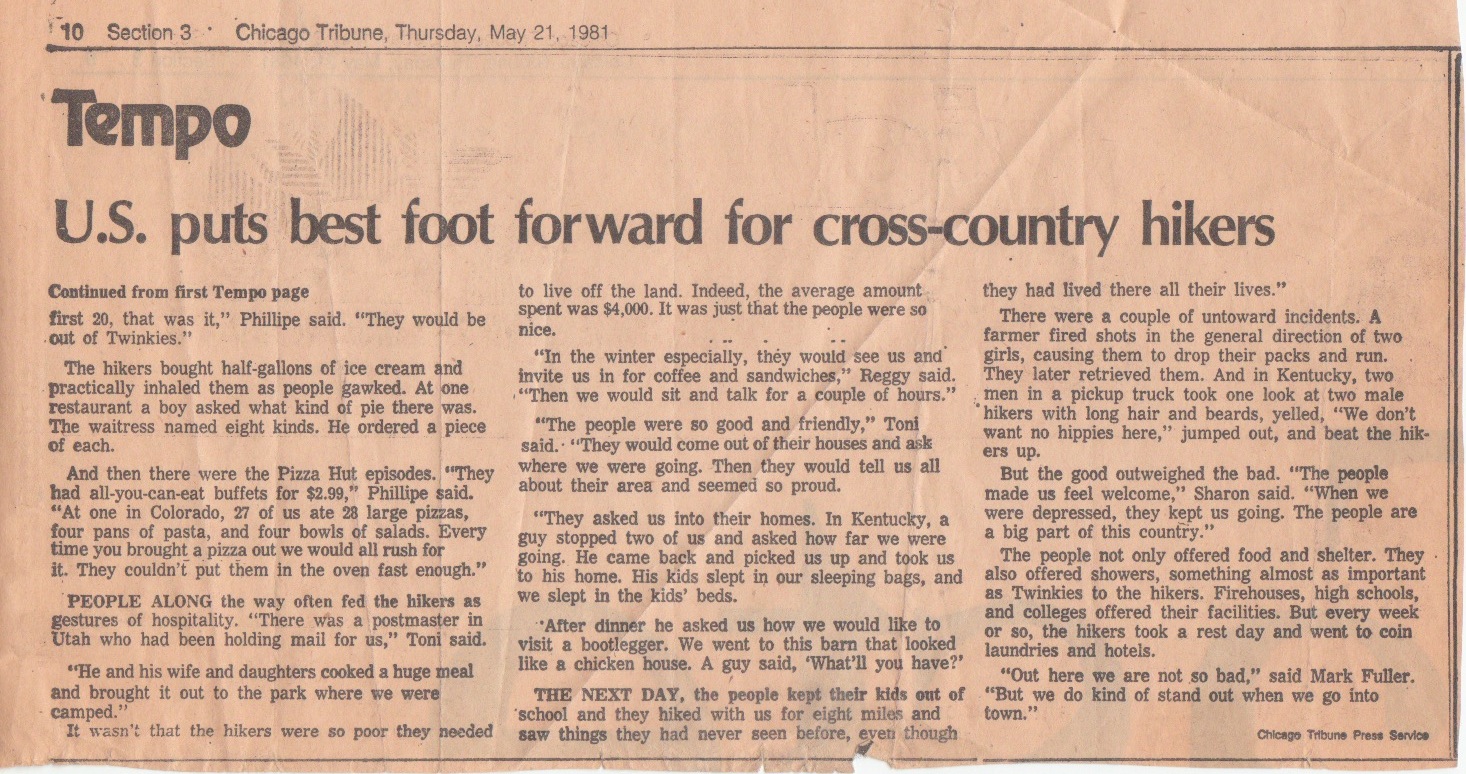 10 Section 3 · Chicago Tribune, Thursday, May 21, 1981
Tempo
U.S. puts best foot forward for cross-country hikers
Continued from first Tempo page
first 20, that was it,” Phillipe said. “They would be
out of Twinkies.”
The hikers bought half-gallons of ice cream and
practically inhaled them as people gawked. At one
restaurant a boy asked what kind of pie there was.
The waitress named eight kinds. He ordered a piece
of each.
And then there were the Pizza Hut episodes. “They
had all-you-can-eat buffets for $2.99,” Phillipe said.
“At one in Colorado, 27 of us ate 28 large pizzas,
four pans of pasta, and four bowls of salads. Every
time you brought a pizza out we would all rush for
it. They couldn’t put them in the oven fast enough.”
PEOPLE ALONG the way often fed the hikers as
gestures of hospitality. “There was a postmaster in
Utah who had been holding mail for us,” Toni said.
“He and his wife and daughters cooked a huge meal
and brought it out to the park where we were
camped.”
It wasn’t that the hikers were so poor they needed
to live off the land. Indeed, the average amount
spent was $4,000. It was just that the people were so
nice.
“In the winter especially, they would see us and
invite us in for coffee and sandwiches,” Reggy said.
“Then we would sit and talk for a couple of hours.”
“The people were so good and friendly,” Toni
said. “They would come out of their houses and ask
where we were going. Then they would tell us all
about their area and seemed so proud.
“They asked us into their homes. In Kentucky, a
guy stopped two of us and asked how far we were
going. He came back and picked us up and took us
to his home. His kids slept in our sleeping bags, and
we slept in the kids’ beds.
“After dinner he asked us how we would like to
visit a bootlegger. We went to this barn that looked
like a chicken house. A guy said, ‘What’ll you have?’
THE NEXT DAY, the people kept their kids out of
school and they hiked with us for eight miles and
saw things they had never seen before, even though
they had lived there all their lives.”
There were a couple of untoward incidents. A
farmer fired shots in the general direction of two
girls, causing them to drop their packs and run.
They later retrieved them. And in Kentucky, two
men in a pickup truck took one look at two male
hikers with long hair and beards, yelled, “We don’t
want no hippies here,” jumped out, and beat the hik-
ers up.
But the good outweighed the bad. “The people
made us feel welcome,” Sharon said. “When we
were depressed, they kept us going. The people are
a big part of this country.”
The people not only offered food and shelter. They
also offered showers, something almost as important
as Twinkies to the hikers. Firehouses, high schools,
and colleges offered their facilities. But every week
or so, the hikers took a rest day and went to coin
laundries and hotels.
“Out here we are not so bad,” said Mark Fuller.
“But we do kind of stand out when we go into
town.”
Chicago Tribune Press Service